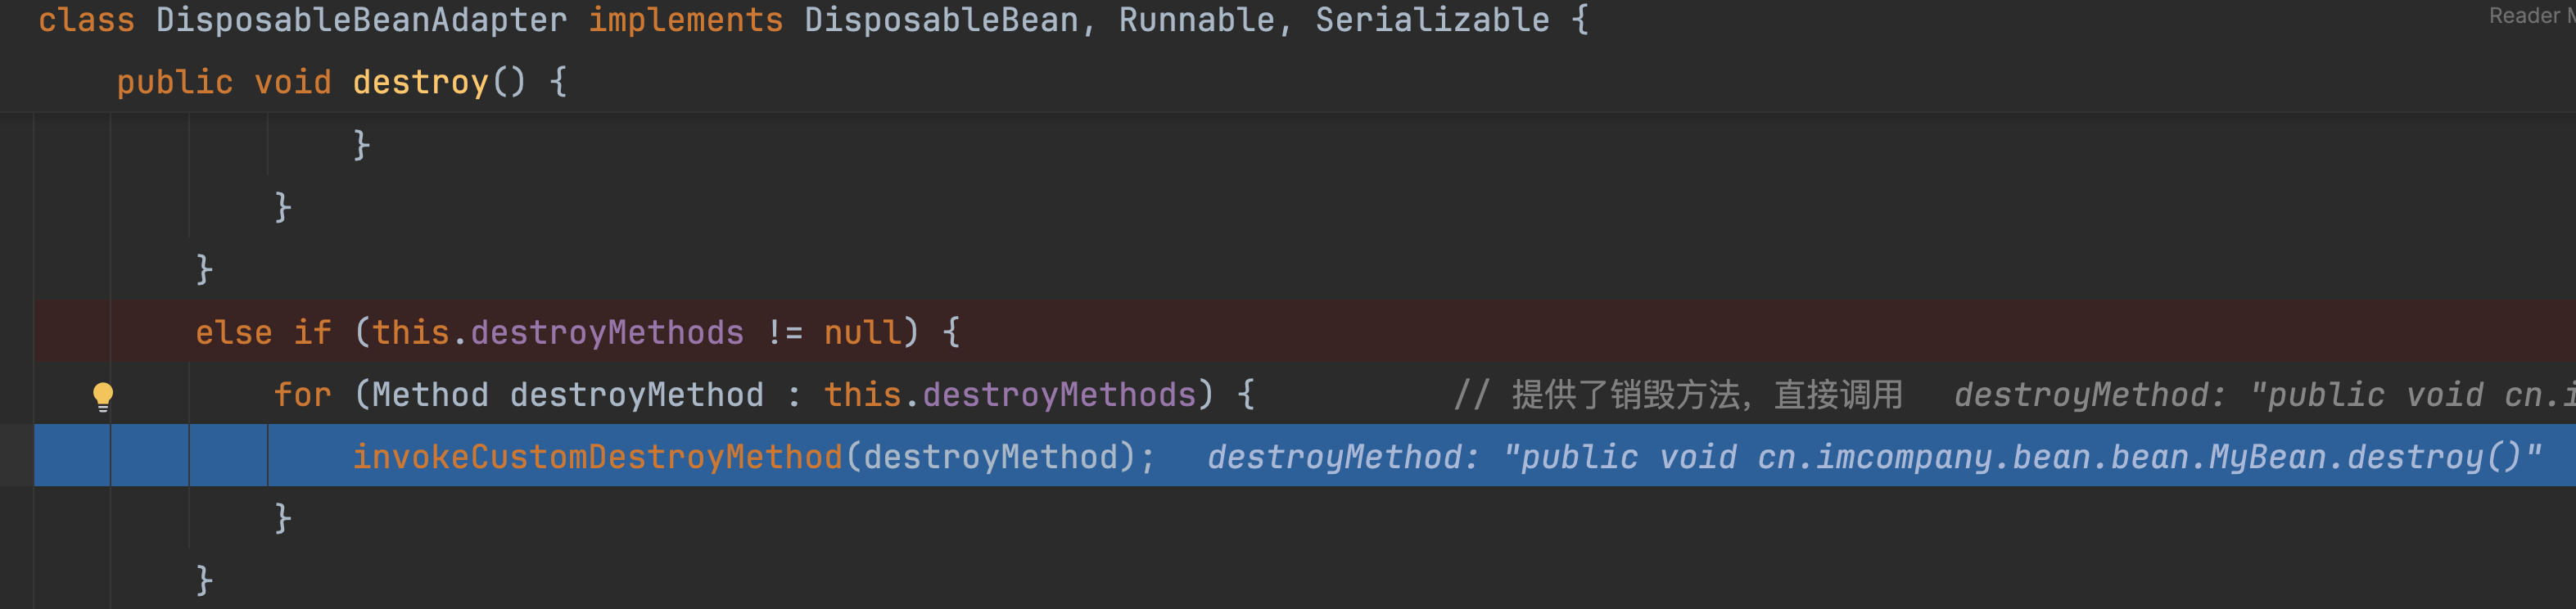 class DisposableBeanAdapter implements DisposableBean, Runnable, Serializable {
Reader
public void destroy() {
}
}
}
else if (this.destroyMethods != null) {
for (Method destroyMethod : this.destroyMethods) { // 提供了销毁方法，直接调用 destroyMethod: "public void cn.i
invokeCustomDestroyMethod(destroyMethod); destroyMethod: "public void cn.imcompany.bean.bean.MyBean.destroy()"
}
}